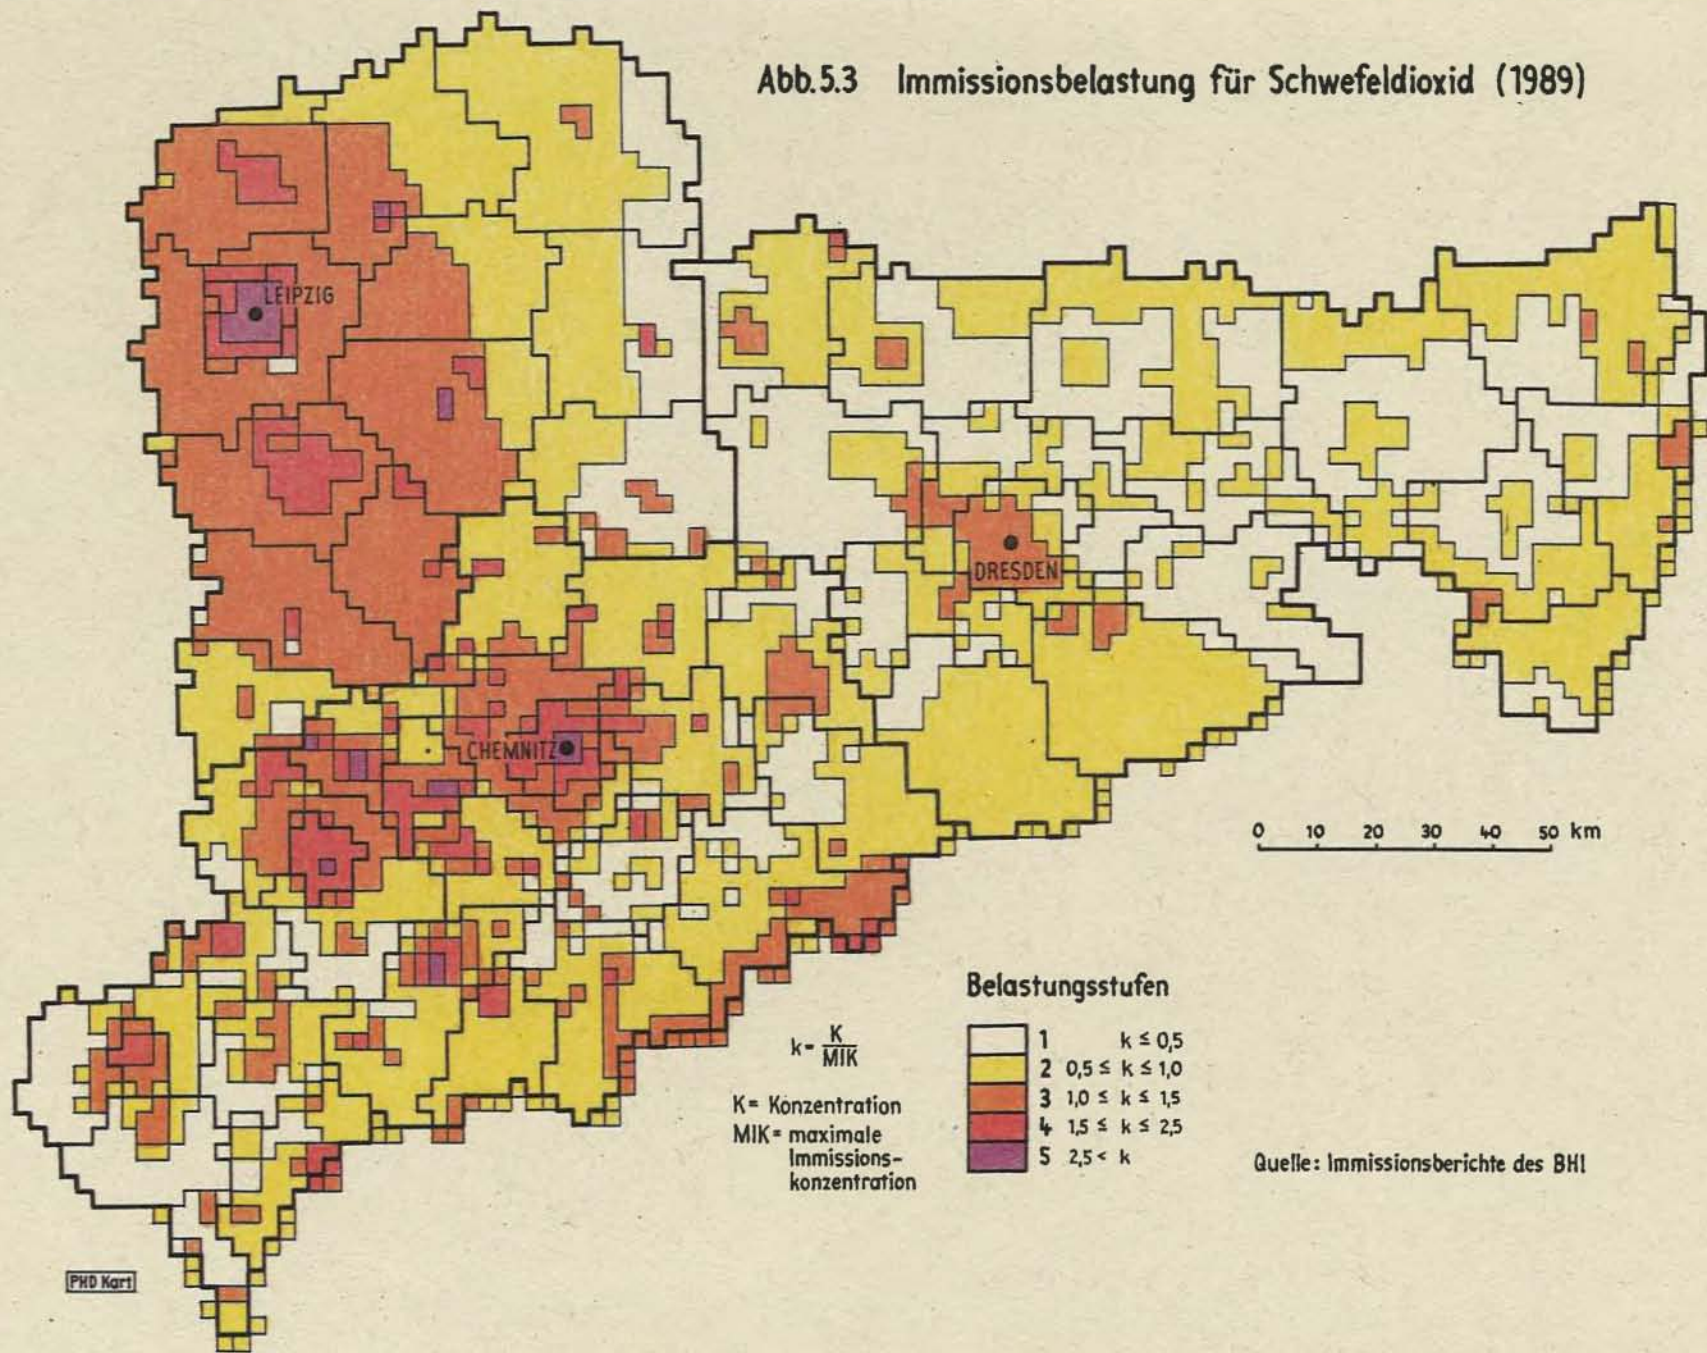 Abb.5.3 Immissionsbelastung für Schwefeldioxid (1989)
LEIPZIG
DRESDEN
CHEMNITZ
0 10 20 30 40 50 km
Belastungsstufen
1 k ≤ 0,5
2 0,5 ≤ k ≤ 1,0
3 1,0 ≤ k ≤ 1,5
4 1,5 ≤ k ≤ 2,5
5 2,5 < k
k = K
MIK
K = Konzentration
MIK = maximale
Immissions-
konzentration
Quelle: Immissionsberichte des BHI
PHD Kart